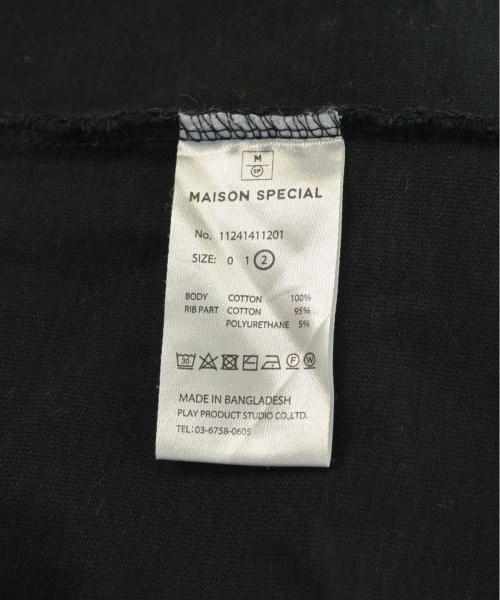 M
SP
MAISON SPECIAL
No. 11241411201
SIZE: 0 1 2
BODY COTTON 100%
RIB PART COTTON 95%
POLYURETHANE 5%
30 F W
MADE IN BANGLADESH
PLAY PRODUCT STUDIO CO.,LTD.
TEL:03-6758-0605